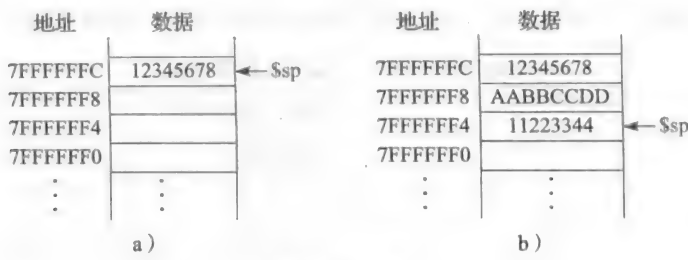 地址 数据
7FFFFFFC 12345678 $sp
7FFFFFF8
7FFFFFF4
7FFFFFF0
a）
地址 数据
7FFFFFFC 12345678
7FFFFFF8 AABBCCDD
7FFFFFF4 11223344 $sp
7FFFFFF0
b）